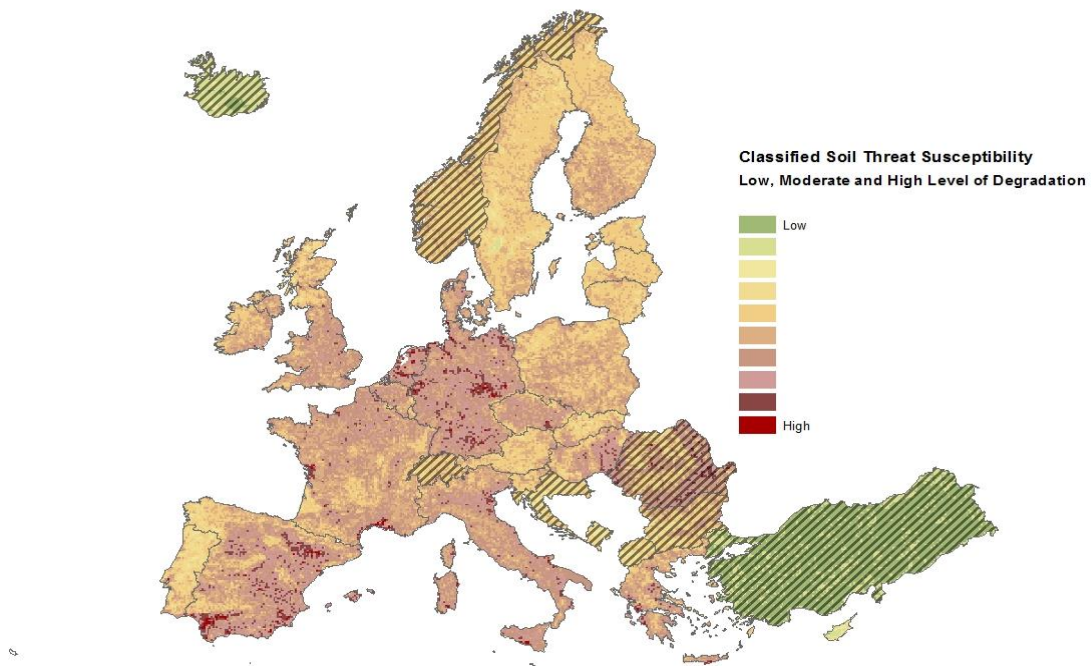 Classified Soil Threat Susceptibility
Low, Moderate and High Level of Degradation
Low
High